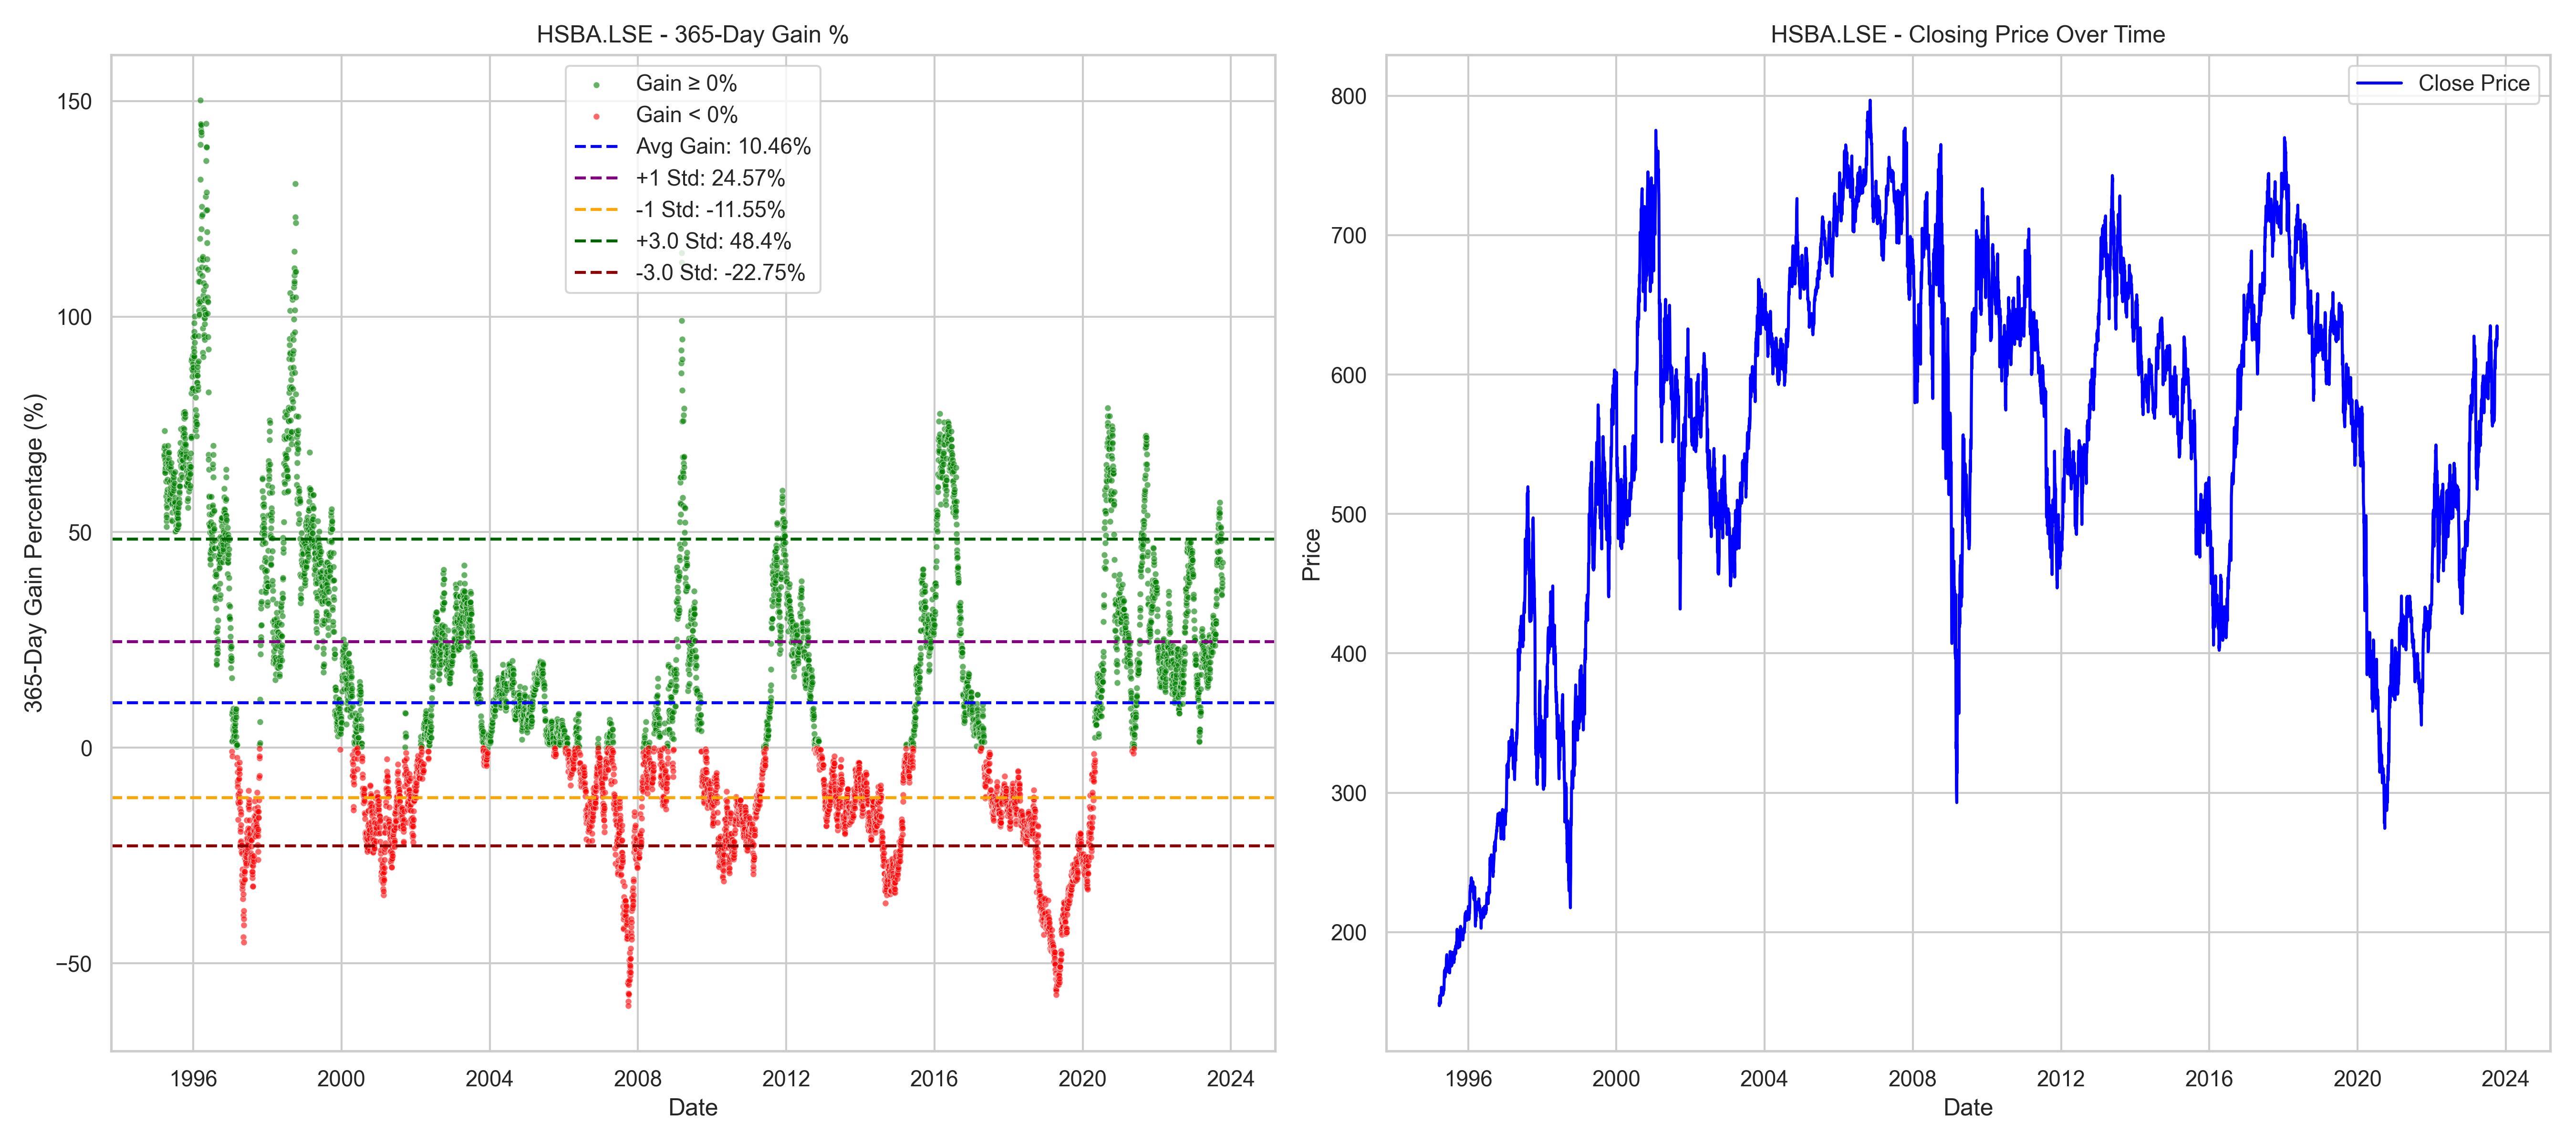 HSBA.LSE - 365-Day Gain %
Gain ≥ 0%
Gain < 0%
Avg Gain: 10.46%
+1 Std: 24.57%
-1 Std: -11.55%
+3.0 Std: 48.4%
-3.0 Std: -22.75%
365-Day Gain Percentage (%)
150
100
50
0
−50
1996 2000 2004 2008 2012 2016 2020 2024
Date
HSBA.LSE - Closing Price Over Time
Close Price
Price
800
700
600
500
400
300
200
1996 2000 2004 2008 2012 2016 2020 2024
Date